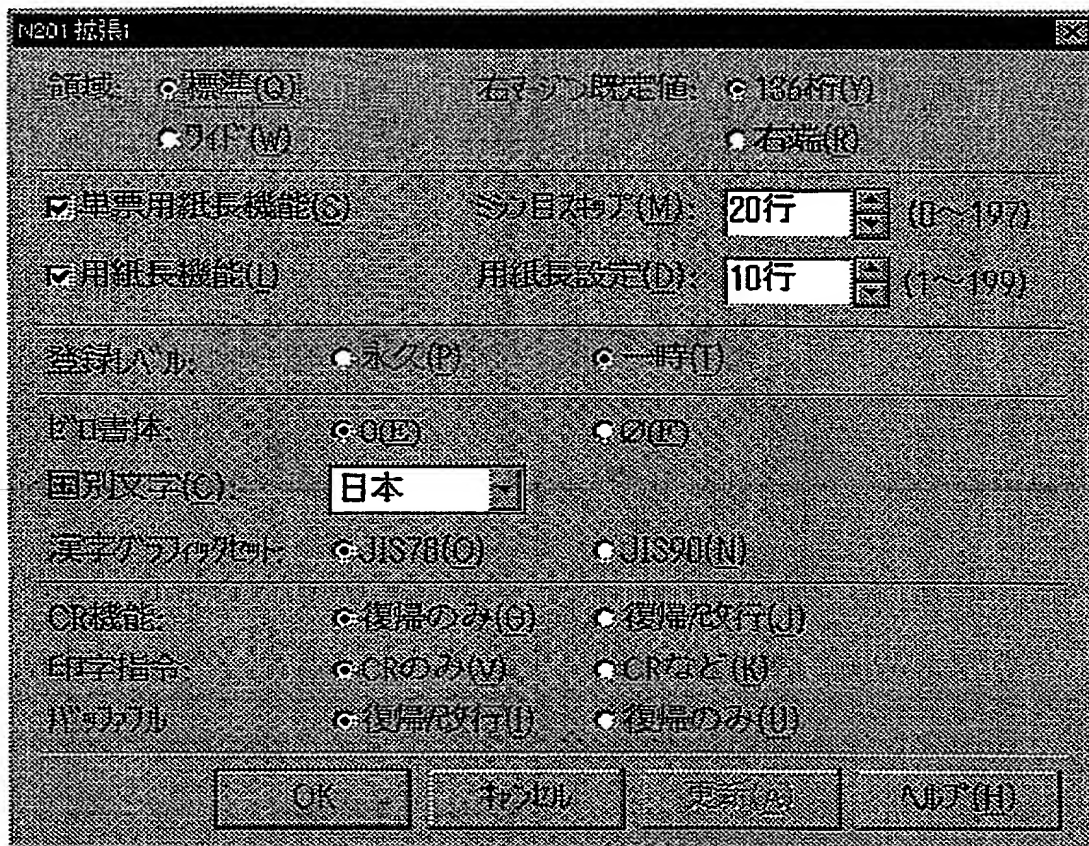 N201拡張1
領域: 標準(Q) 右ﾏｰｼﾞﾝ既定値: 136桁(Y)
ﾜｲﾄﾞ(W) 右端(R)
単票用紙長機能(S) ﾐｼﾝ目ｽｷｯﾌﾟ(M): 20行 (0～197)
用紙長機能(L) 用紙長設定(D): 10行 (1～199)
登録ﾚﾍﾞﾙ: 永久(P) 一時(T)
ｾﾞﾛ書体: 0(E) Ø(F)
国別文字(C): 日本
漢字ｸﾞﾗﾌｨｯｸｾｯﾄ: JIS78(O) JIS90(N)
CR機能: 復帰のみ(G) 復帰/改行(J)
印字指令: CRのみ(V) CRなど(K)
ﾊﾞｯﾌｧﾌﾙ: 復帰/改行(I) 復帰のみ(U)
OK ｷｬﾝｾﾙ 更新(A) ﾍﾙﾌﾟ(H)